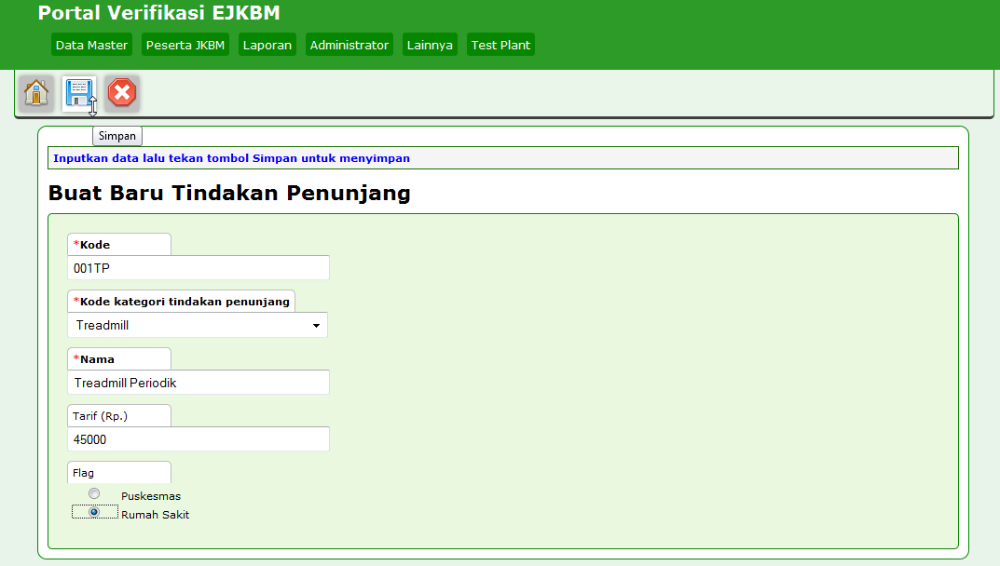 Portal Verifikasi EJKBM
Data Master Peserta JKBM Laporan Administrator Lainnya Test Plant
Simpan
Inputkan data lalu tekan tombol Simpan untuk menyimpan
Buat Baru Tindakan Penunjang
*Kode
001TP
*Kode kategori tindakan penunjang
Treadmill
*Nama
Treadmill Periodik
Tarif (Rp.)
45000
Flag
Puskesmas
Rumah Sakit